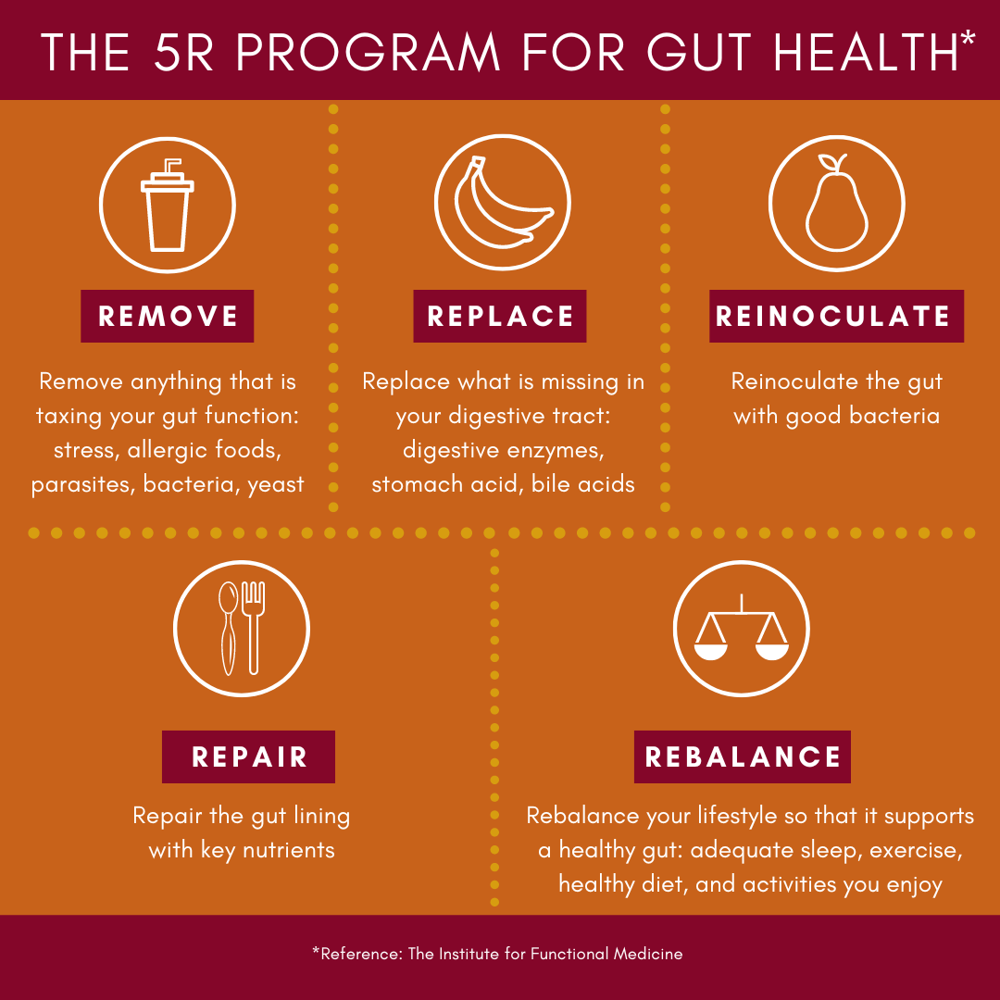 THE 5R PROGRAM FOR GUT HEALTH*
REMOVE
Remove anything that is
taxing your gut function:
stress, allergic foods,
parasites, bacteria, yeast
REPLACE
Replace what is missing in
your digestive tract:
digestive enzymes,
stomach acid, bile acids
REINOCULATE
Reinoculate the gut
with good bacteria
REPAIR
Repair the gut lining
with key nutrients
REBALANCE
Rebalance your lifestyle so that it supports
a healthy gut: adequate sleep, exercise,
healthy diet, and activities you enjoy
*Reference: The Institute for Functional Medicine